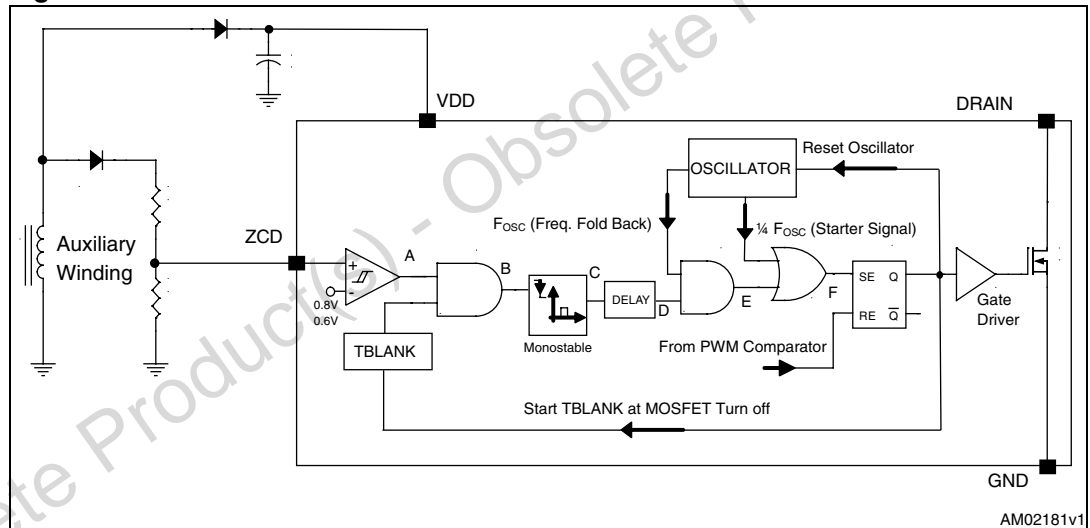 VDD
DRAIN
Reset Oscillator
OSCILLATOR
FOSC (Freq. Fold Back)
¼ FOSC (Starter Signal)
ZCD
Auxiliary
Winding
A
B
C
D
E
F
+
-
0.8V
0.6V
DELAY
SE Q
RE Q̅
Gate
Driver
Monostable
TBLANK
From PWM Comparator
Start TBLANK at MOSFET Turn off
GND
AM02181v1
ete Product(s) - Obsolete